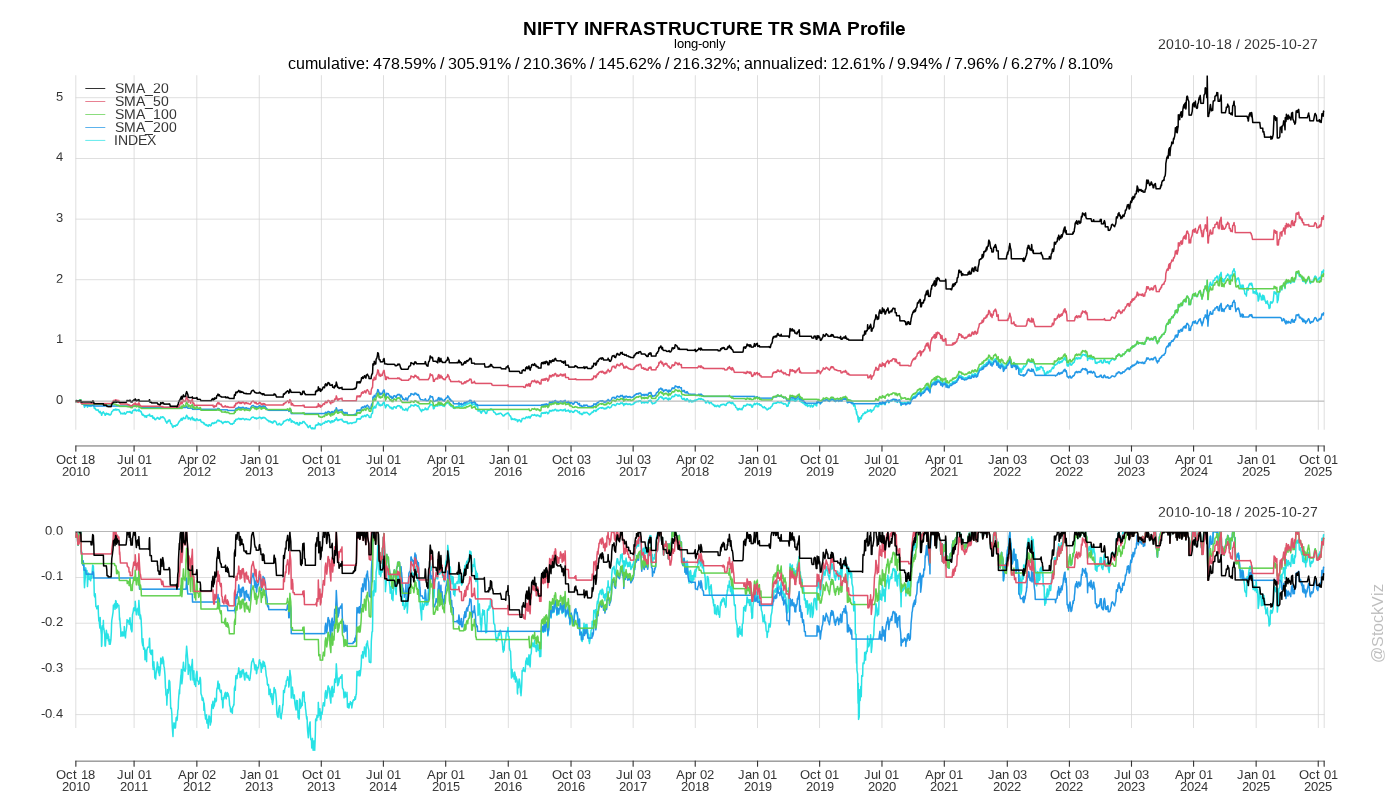 NIFTY INFRASTRUCTURE TR SMA Profile
long-only
2010-10-18 / 2025-10-27
cumulative: 478.59% / 305.91% / 210.36% / 145.62% / 216.32%; annualized: 12.61% / 9.94% / 7.96% / 6.27% / 8.10%
SMA_20
SMA_50
SMA_100
SMA_200
INDEX
5
4
3
2
1
0
Oct 18 Jul 01 Apr 02 Jan 01 Oct 01 Jul 01 Apr 01 Jan 01 Oct 03 Jul 03 Apr 02 Jan 01 Oct 01 Jul 01 Apr 01 Jan 03 Oct 03 Jul 03 Apr 01 Jan 01 Oct 01
2010 2011 2012 2013 2013 2014 2015 2016 2016 2017 2018 2019 2019 2020 2021 2022 2022 2023 2024 2025 2025
2010-10-18 / 2025-10-27
0.0
-0.1
-0.2
-0.3
-0.4
Oct 18 Jul 01 Apr 02 Jan 01 Oct 01 Jul 01 Apr 01 Jan 01 Oct 03 Jul 03 Apr 02 Jan 01 Oct 01 Jul 01 Apr 01 Jan 03 Oct 03 Jul 03 Apr 01 Jan 01 Oct 01
2010 2011 2012 2013 2013 2014 2015 2016 2016 2017 2018 2019 2019 2020 2021 2022 2022 2023 2024 2025 2025
@StockViz